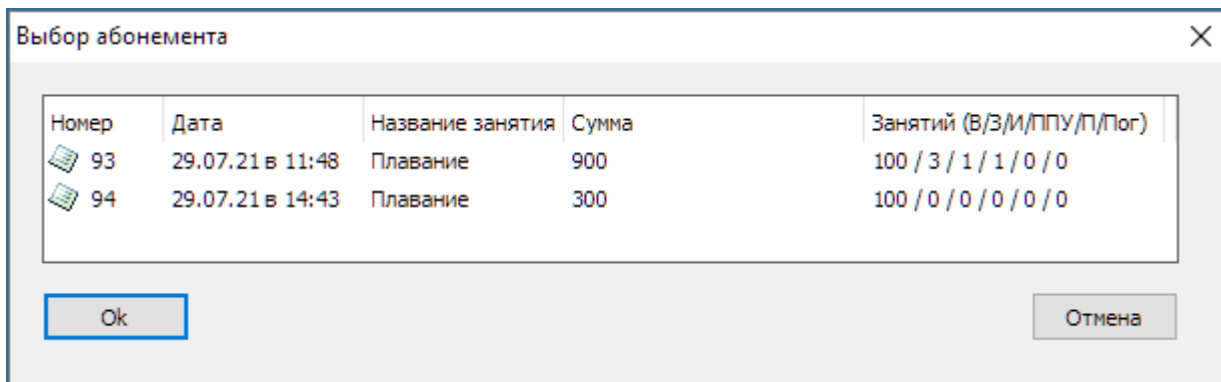 Выбор абонемента
Номер Дата Название занятия Сумма Занятий (В/З/И/ППУ/П/Пог)
93 29.07.21 в 11:48 Плавание 900 100 / 3 / 1 / 1 / 0 / 0
94 29.07.21 в 14:43 Плавание 300 100 / 0 / 0 / 0 / 0 / 0
Ok Отмена